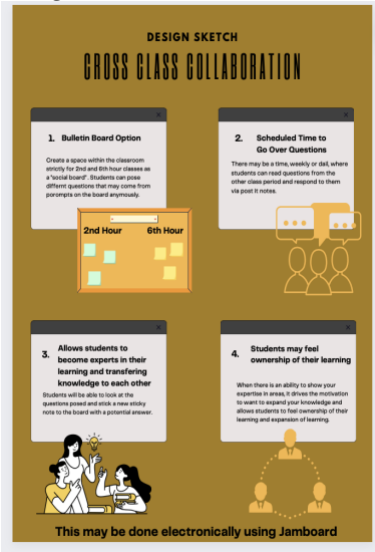 DESIGN SKETCH
CROSS CLASS COLLABORATION
1. Bulletin Board Option
Create a space within the classroom
strictly for 2nd and 6th hour classes as
a "social board". Students can pose
differnt questions that may come from
porompts on the board anymously.
2nd Hour 6th Hour
2. Scheduled Time to
Go Over Questions
There may be a time, weekly or dail, where
students can read questions from the
other class period and respond to them
via post it notes.
3. Allows students to
become experts in their
learning and transfering
knowledge to each other
Students will be able to look at the
questions posed and stick a new sticky
note to the board with a potential answer.
4. Students may feel
ownership of their learning
When there is an ability to show your
expertise in areas, it drives the motivation
to want to expand your knowledge and
allows students to feel ownership of their
learning and expansion of learning.
This may be done electronically using Jamboard